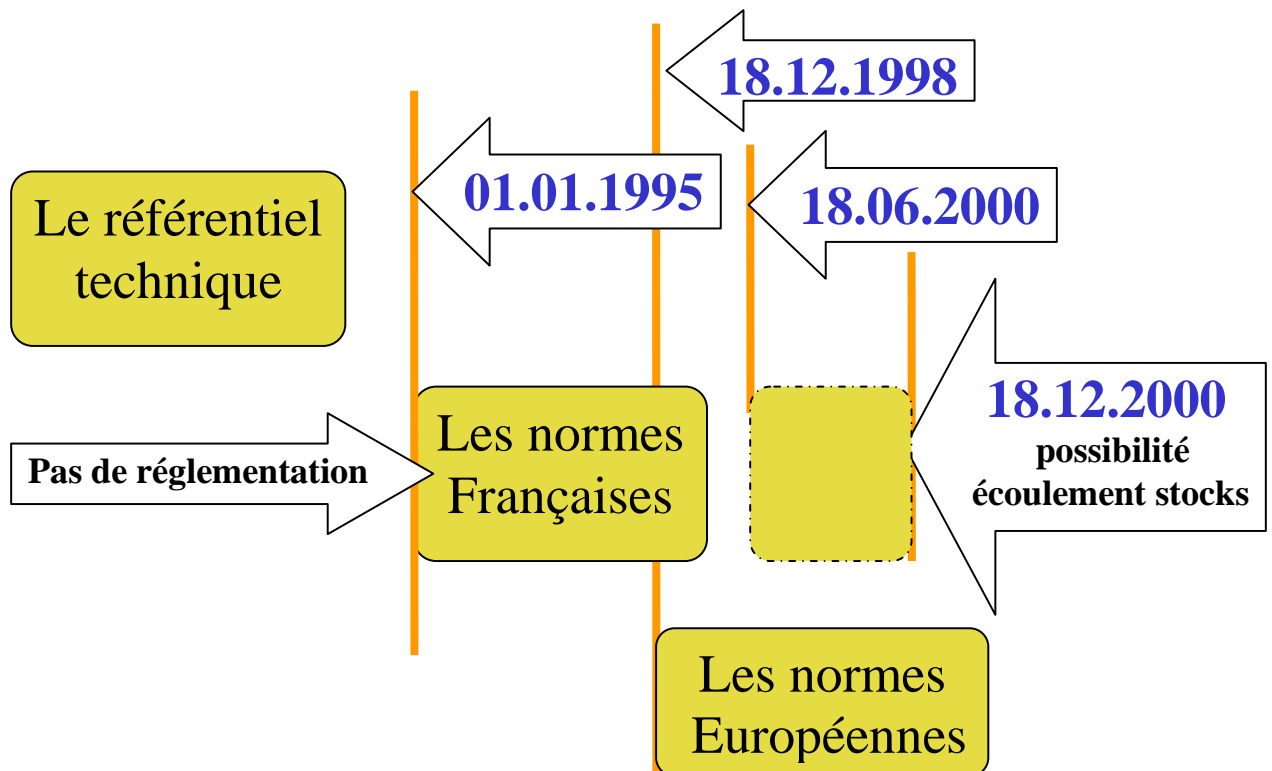 18.12.1998
01.01.1995
18.06.2000
Le référentiel
technique
18.12.2000
possibilité
écoulement stocks
Pas de réglementation
Les normes
Françaises
Les normes
Européennes